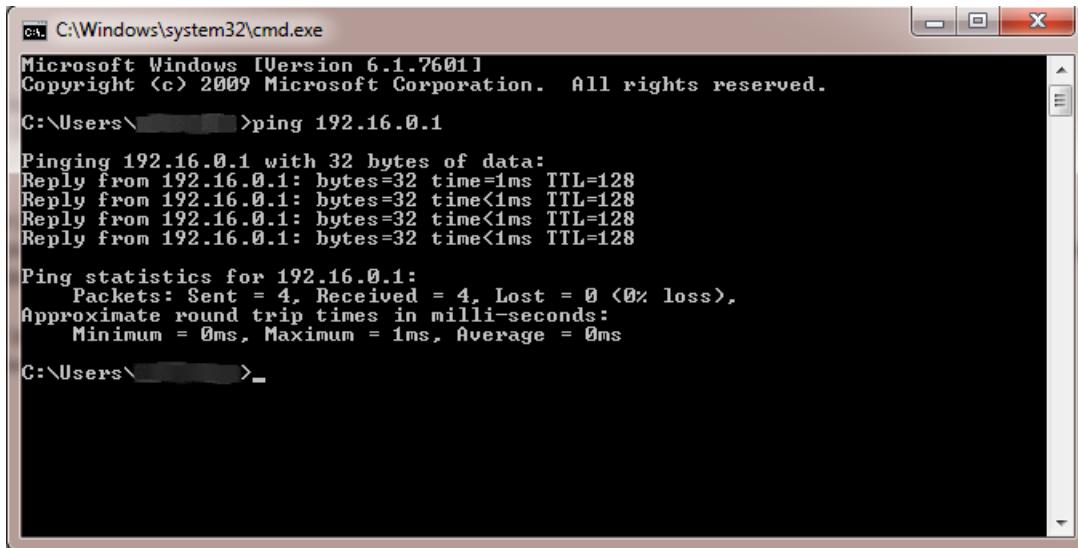 C:\Windows\system32\cmd.exe
Microsoft Windows [Version 6.1.7601]
Copyright (c) 2009 Microsoft Corporation.  All rights reserved.
C:\Users\ >ping 192.16.0.1
Pinging 192.16.0.1 with 32 bytes of data:
Reply from 192.16.0.1: bytes=32 time=1ms TTL=128
Reply from 192.16.0.1: bytes=32 time<1ms TTL=128
Reply from 192.16.0.1: bytes=32 time<1ms TTL=128
Reply from 192.16.0.1: bytes=32 time<1ms TTL=128
Ping statistics for 192.16.0.1:
    Packets: Sent = 4, Received = 4, Lost = 0 (0% loss),
Approximate round trip times in milli-seconds:
    Minimum = 0ms, Maximum = 1ms, Average = 0ms
C:\Users\ >_